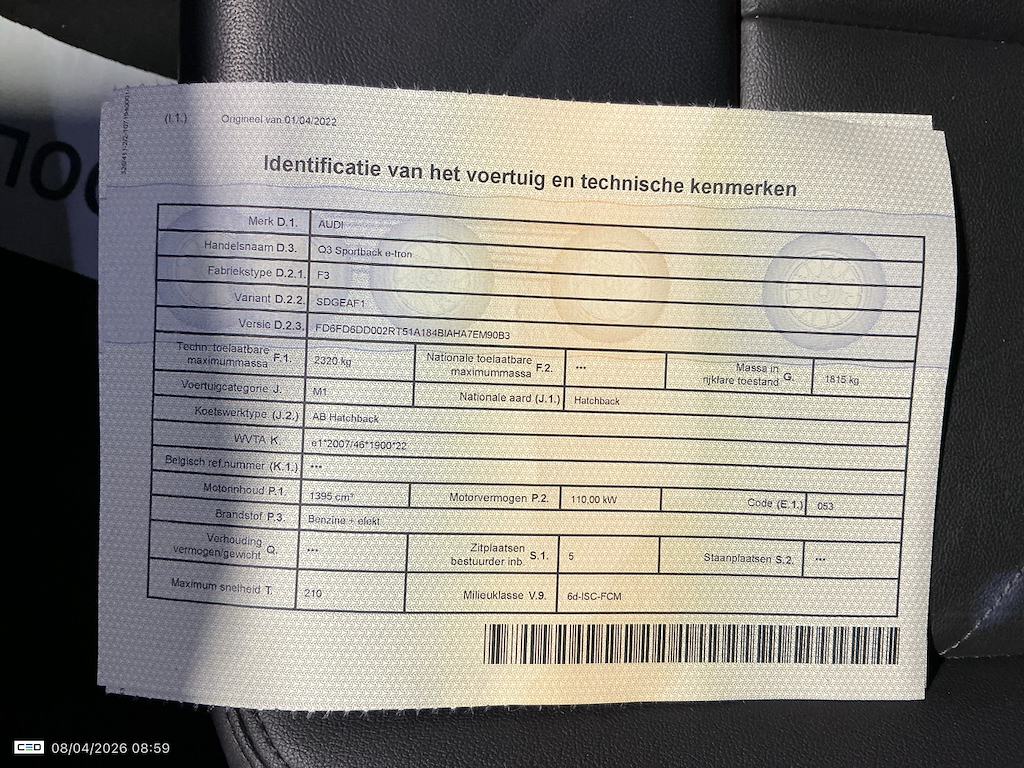 (I.1.) Origineel van 01/04/2022
Identificatie van het voertuig en technische kenmerken
Merk D.1. AUDI
Handelsnaam D.3. Q3 Sportback e-tron
Fabriekstype D.2.1. F3
Variant D.2.2. SDGEAF1
Versie D.2.3. FD6FD6DD002RT51A184BIAHA7EM90B3
Techn. toelaatbare maximummassa F.1. 2320 kg Nationale toelaatbare maximummassa F.2. *** Massa in rijklare toestand G. 1815 kg
Voertuigcategorie J. M1 Nationale aard (J.1.) Hatchback
Koetswerktype (J.2.) AB Hatchback
WVTA K. e1*2007/46*1900*22
Belgisch ref.nummer (K.1.) ***
Motorinhoud P.1. 1395 cm³ Motorvermogen P.2. 110,00 kW Code (E.1.) 053
Brandstof P.3. Benzine + elekt
Verhouding vermogen/gewicht Q. *** Zitplaatsen bestuurder inb. S.1. 5 Staanplaatsen S.2. ***
Maximum snelheid T. 210 Milieuklasse V.9. 6d-ISC-FCM
CEO 08/04/2026 08:59